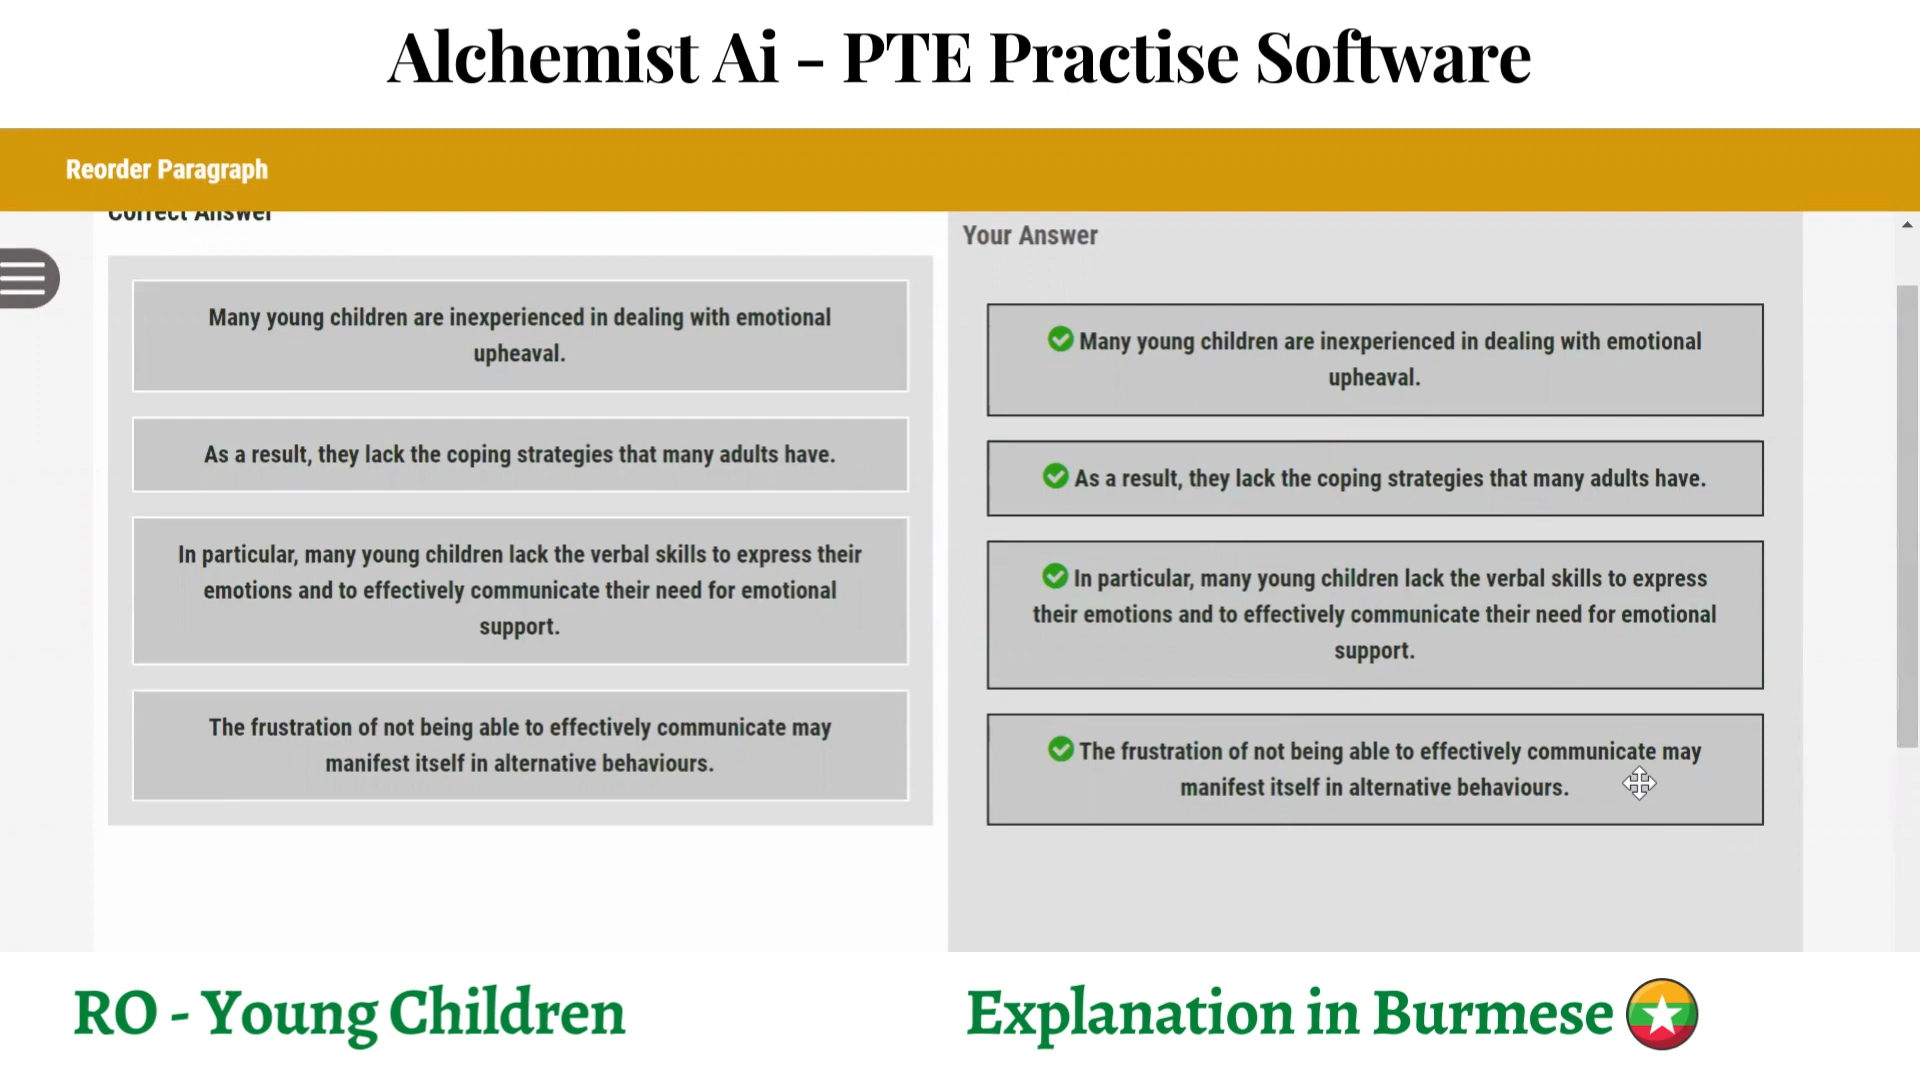 Alchemist Ai - PTE Practise Software
Reorder Paragraph
Correct Answer
Many young children are inexperienced in dealing with emotional
upheaval.
As a result, they lack the coping strategies that many adults have.
In particular, many young children lack the verbal skills to express their
emotions and to effectively communicate their need for emotional
support.
The frustration of not being able to effectively communicate may
manifest itself in alternative behaviours.
Your Answer
Many young children are inexperienced in dealing with emotional
upheaval.
As a result, they lack the coping strategies that many adults have.
In particular, many young children lack the verbal skills to express
their emotions and to effectively communicate their need for emotional
support.
The frustration of not being able to effectively communicate may
manifest itself in alternative behaviours.
RO - Young Children
Explanation in Burmese